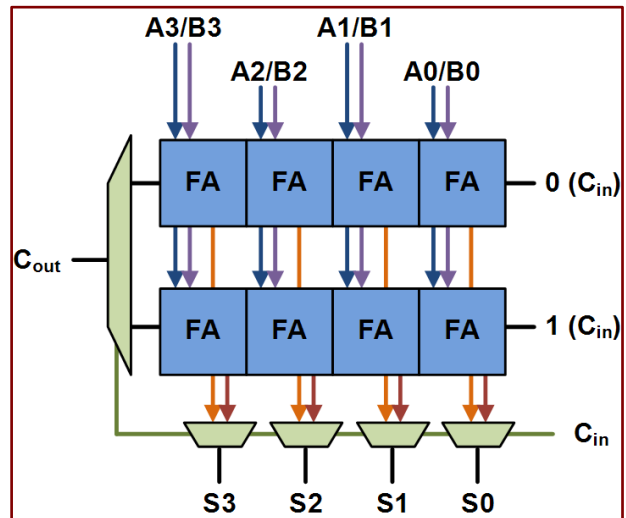 A3/B3 A1/B1
A2/B2 A0/B0
FA FA FA FA 0 (Cin)
Cout
FA FA FA FA 1 (Cin)
Cin
S3 S2 S1 S0